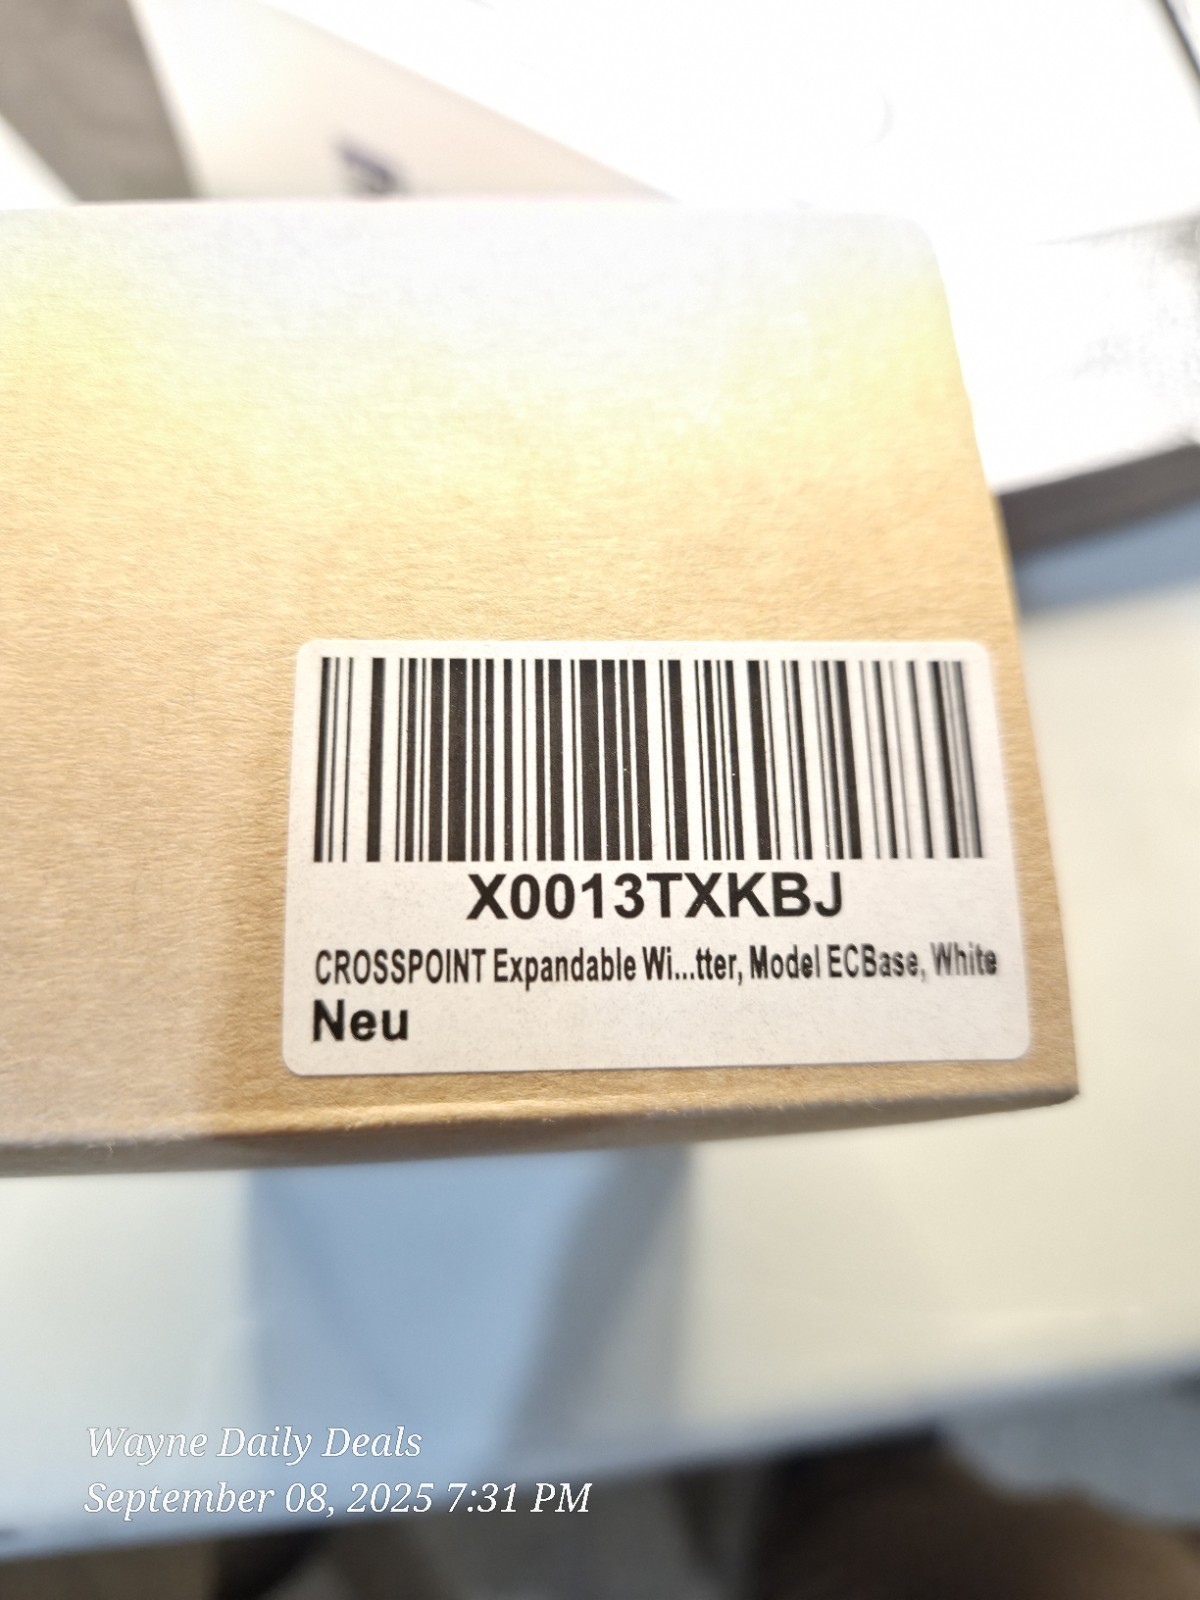 X0013TXKBJ
CROSSPOINT Expandable Wi...tter, Model ECBase, White
Neu
Wayne Daily Deals
September 08, 2025 7:31 PM